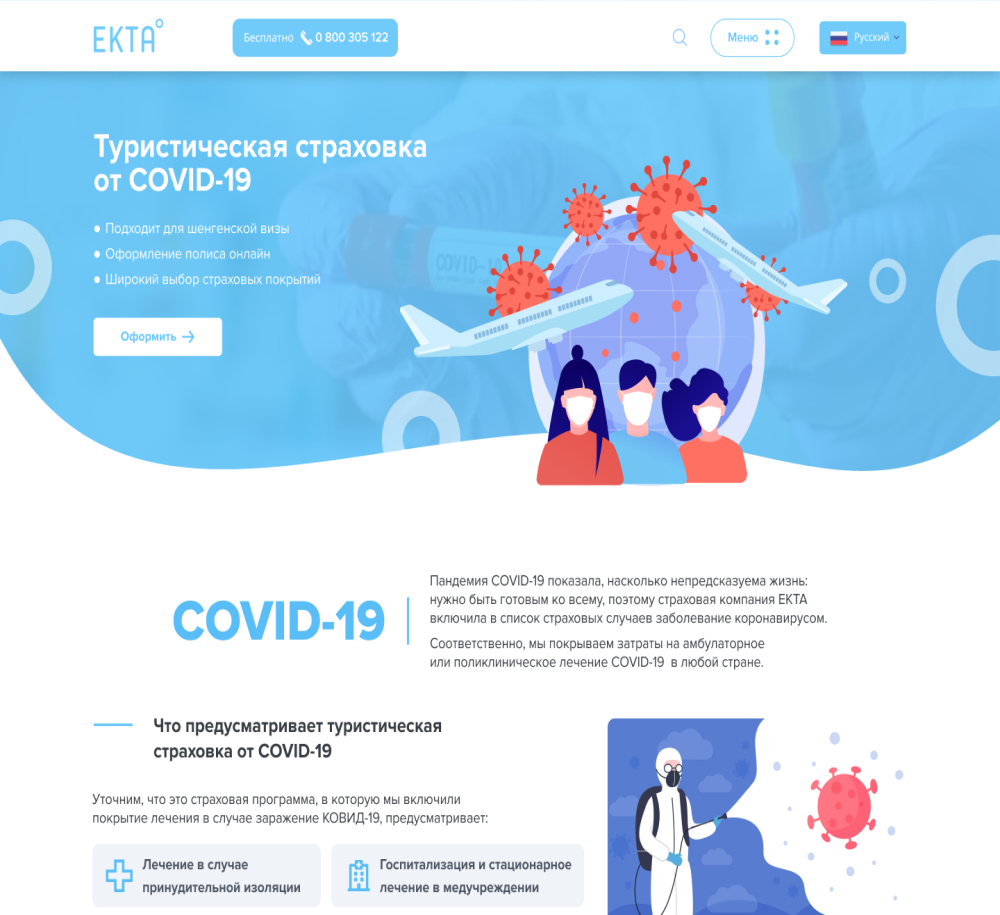 EKTA°
Бесплатно 0 800 305 122
Меню
Русский
Туристическая страховка
от COVID-19
• Подходит для шенгенской визы
• Оформление полиса онлайн
• Широкий выбор страховых покрытий
COVID-19
Оформить →
COVID-19
Пандемия COVID-19 показала, насколько непредсказуема жизнь:
нужно быть готовым ко всему, поэтому страховая компания ЕКТА
включила в список страховых случаев заболевание коронавирусом.
Соответственно, мы покрываем затраты на амбулаторное
или поликлиническое лечение COVID-19 в любой стране.
Что предусматривает туристическая
страховка от COVID-19
Уточним, что это страховая программа, в которую мы включили
покрытие лечения в случае заражение КОВИД-19, предусматривает:
Лечение в случае
принудительной изоляции
Госпитализация и стационарное
лечение в медучреждении